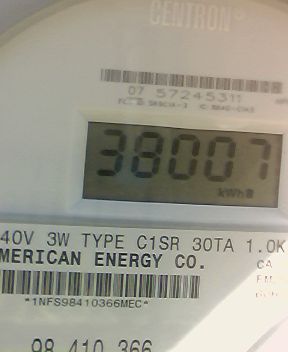 CENTRON®
07 57245311
38007
kWh
40V 3W TYPE C1SR 30TA 1.0K
MERICAN ENERGY CO.
CA
*1NFS98410366MEC*
98 410 366